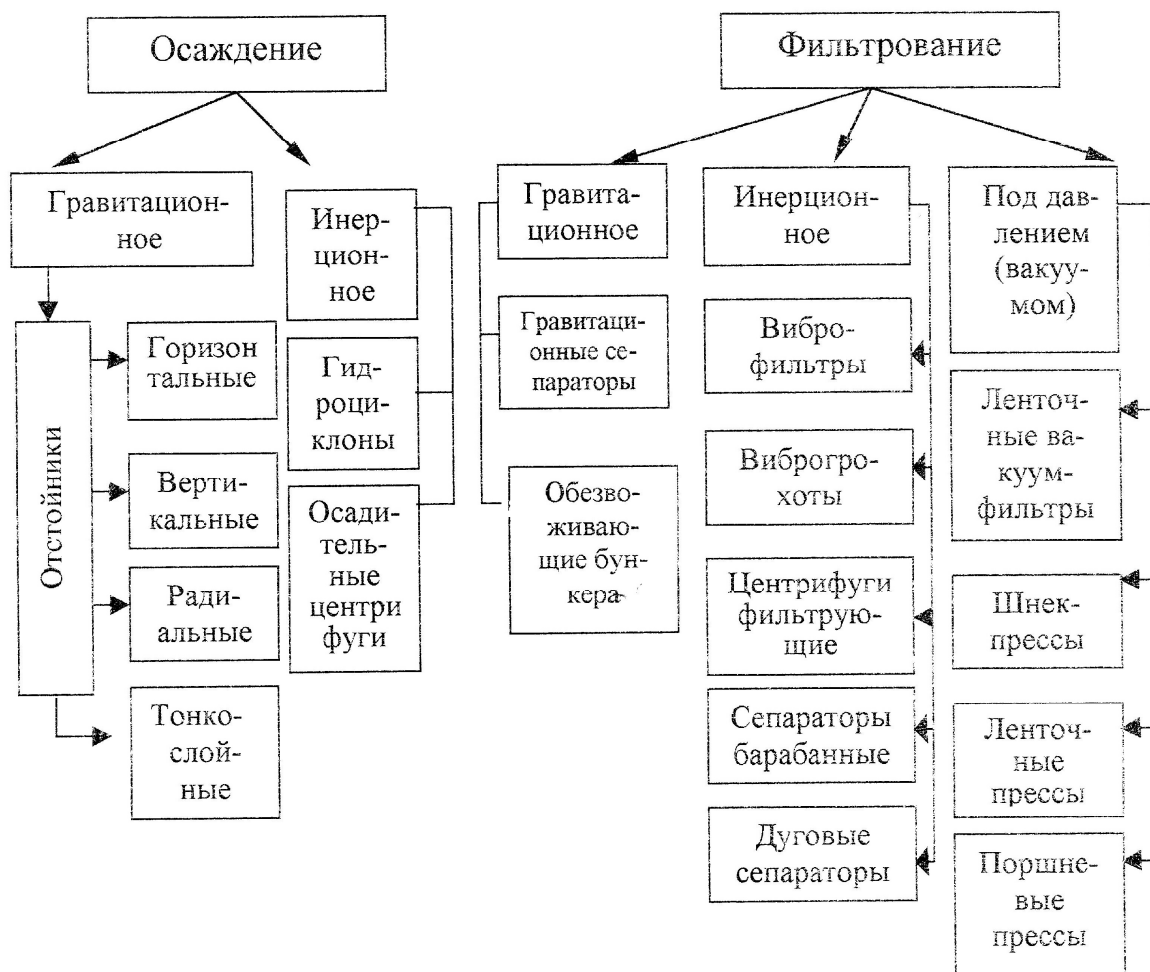 Осаждение
Фильтрование
Гравитацион-
ное
Инер-
цион-
ное
Гравита-
ционное
Инерцион-
ное
Под дав-
лением
(вакуу-
мом)
Отстойники
Горизон
тальные
Верти-
кальные
Ради-
альные
Тонко-
слой-
ные
Гид-
роци-
клоны
Осади-
тель-
ные
центри
фуги
Гравитаци-
онные се-
параторы
Обезво-
живаю-
щие бун-
кера
Вибро-
фильтры
Виброгро-
хоты
Центрифуги
фильтрую-
щие
Сепараторы
барабанные
Дуговые
сепараторы
Ленточ-
ные ва-
куум-
фильтры
Шнек-
прессы
Ленточ-
ные
прессы
Поршне-
вые
прессы